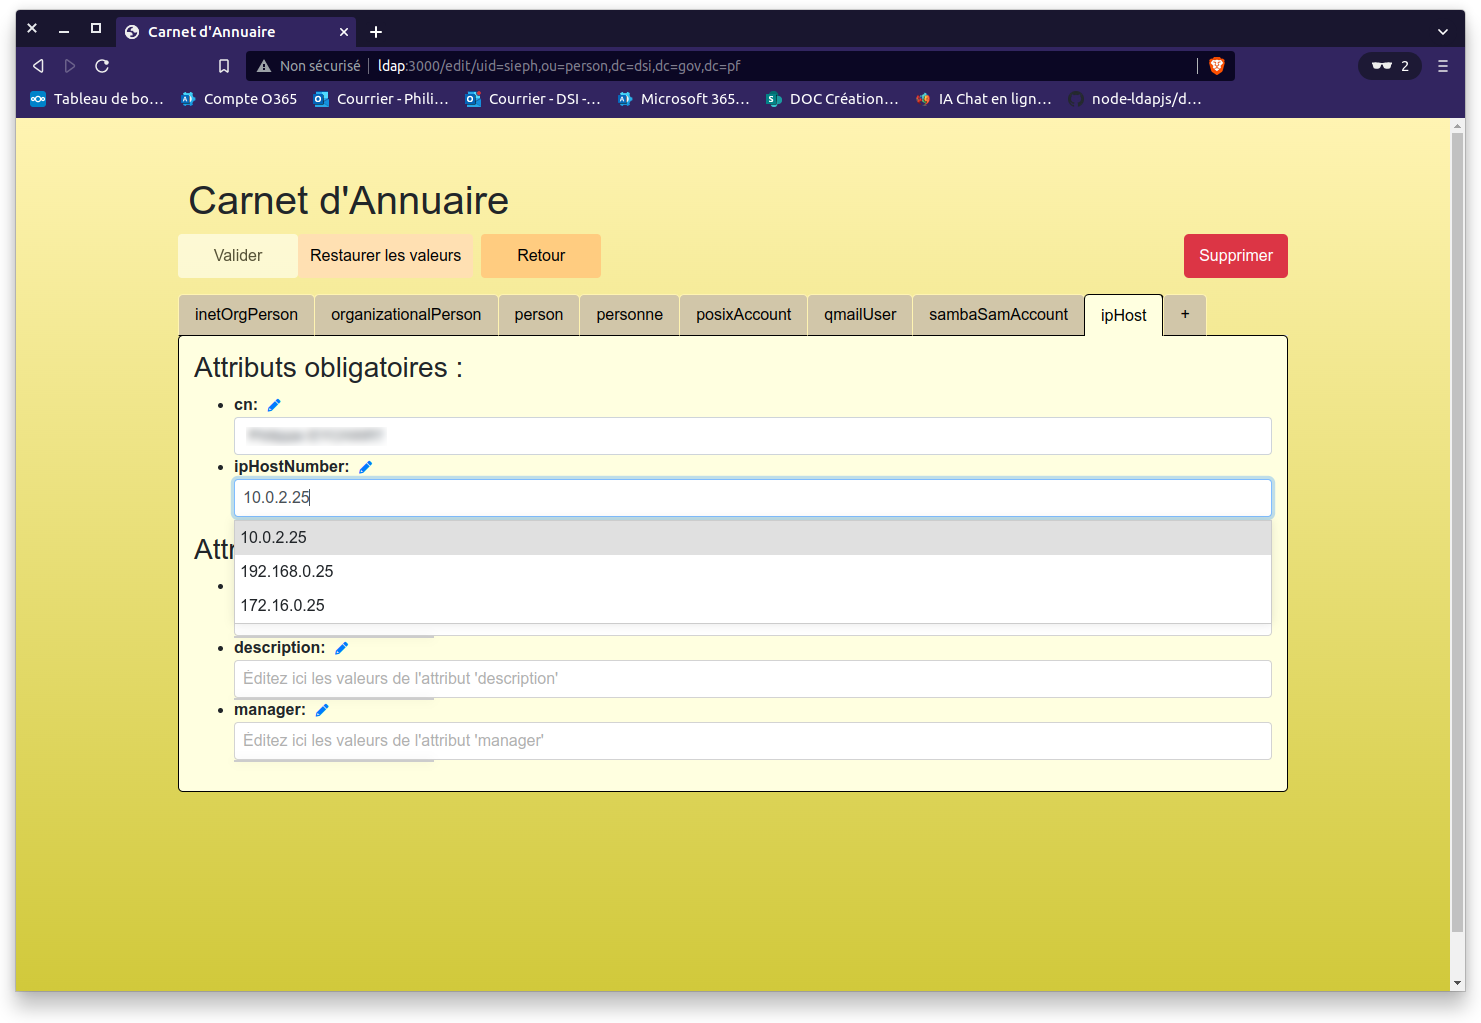 Carnet d'Annuaire
Non sécurisé ldap:3000/edit/uid=sieph,ou=person,dc=dsi,dc=gov,dc=pf 2
Tableau de bo... Compte O365 Courrier - Phili... Courrier - DSI -... Microsoft 365... DOC Création... IA Chat en lign... node-ldapjs/d...
Carnet d'Annuaire
Valider Restaurer les valeurs Retour Supprimer
inetOrgPerson organizationalPerson person personne posixAccount qmailUser sambaSamAccount ipHost +
Attributs obligatoires :
cn:
ipHostNumber:
10.0.2.25
10.0.2.25
Att
192.168.0.25
172.16.0.25
description:
Éditez ici les valeurs de l'attribut 'description'
manager:
Éditez ici les valeurs de l'attribut 'manager'